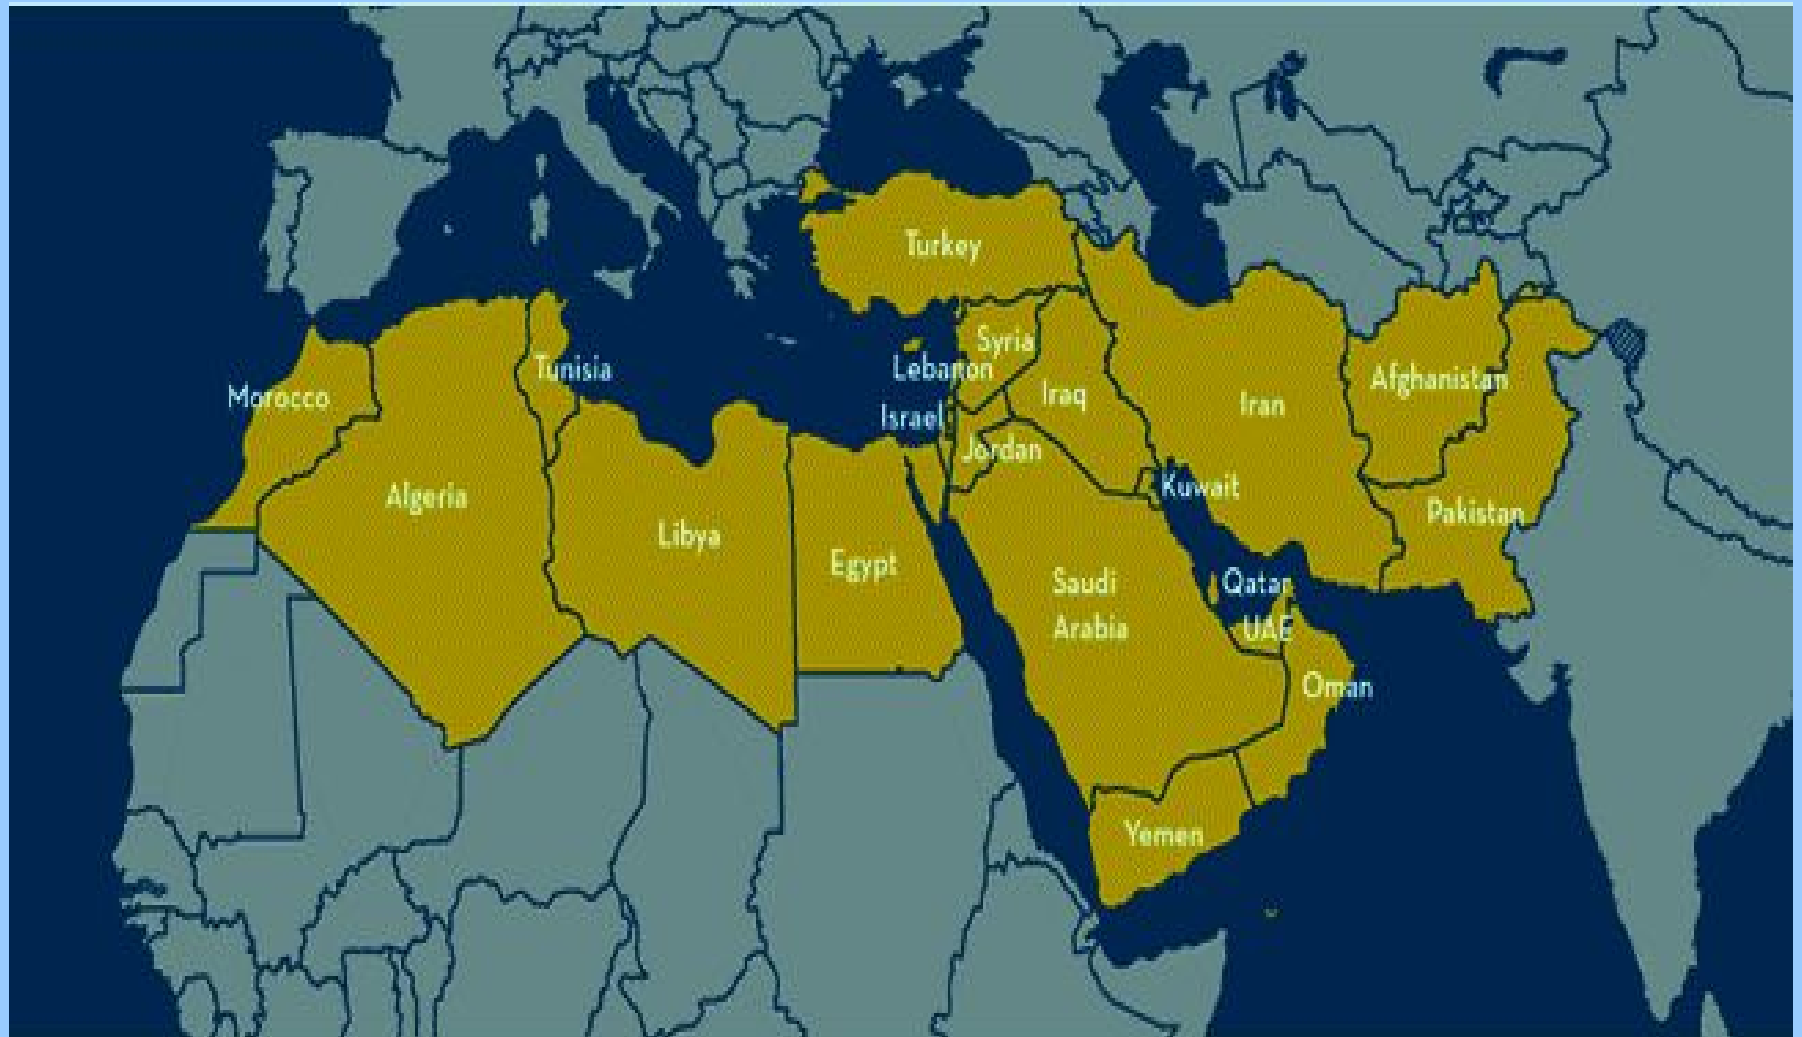 Turkey
Syria
Lebanon
Tunisia
Morocco
Israel
Iraq
Iran
Afghanistan
Jordan
Kuwait
Algeria
Pakistan
Libya
Egypt
Saudi
Arabia
Qatar
UAE
Oman
Yemen